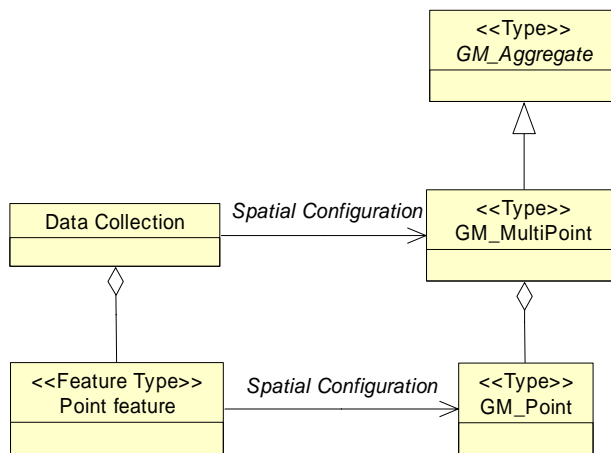 <<Type>>
GM_Aggregate
Data Collection
Spatial Configuration
<<Type>>
GM_MultiPoint
<<Feature Type>>
Point feature
Spatial Configuration
<<Type>>
GM_Point